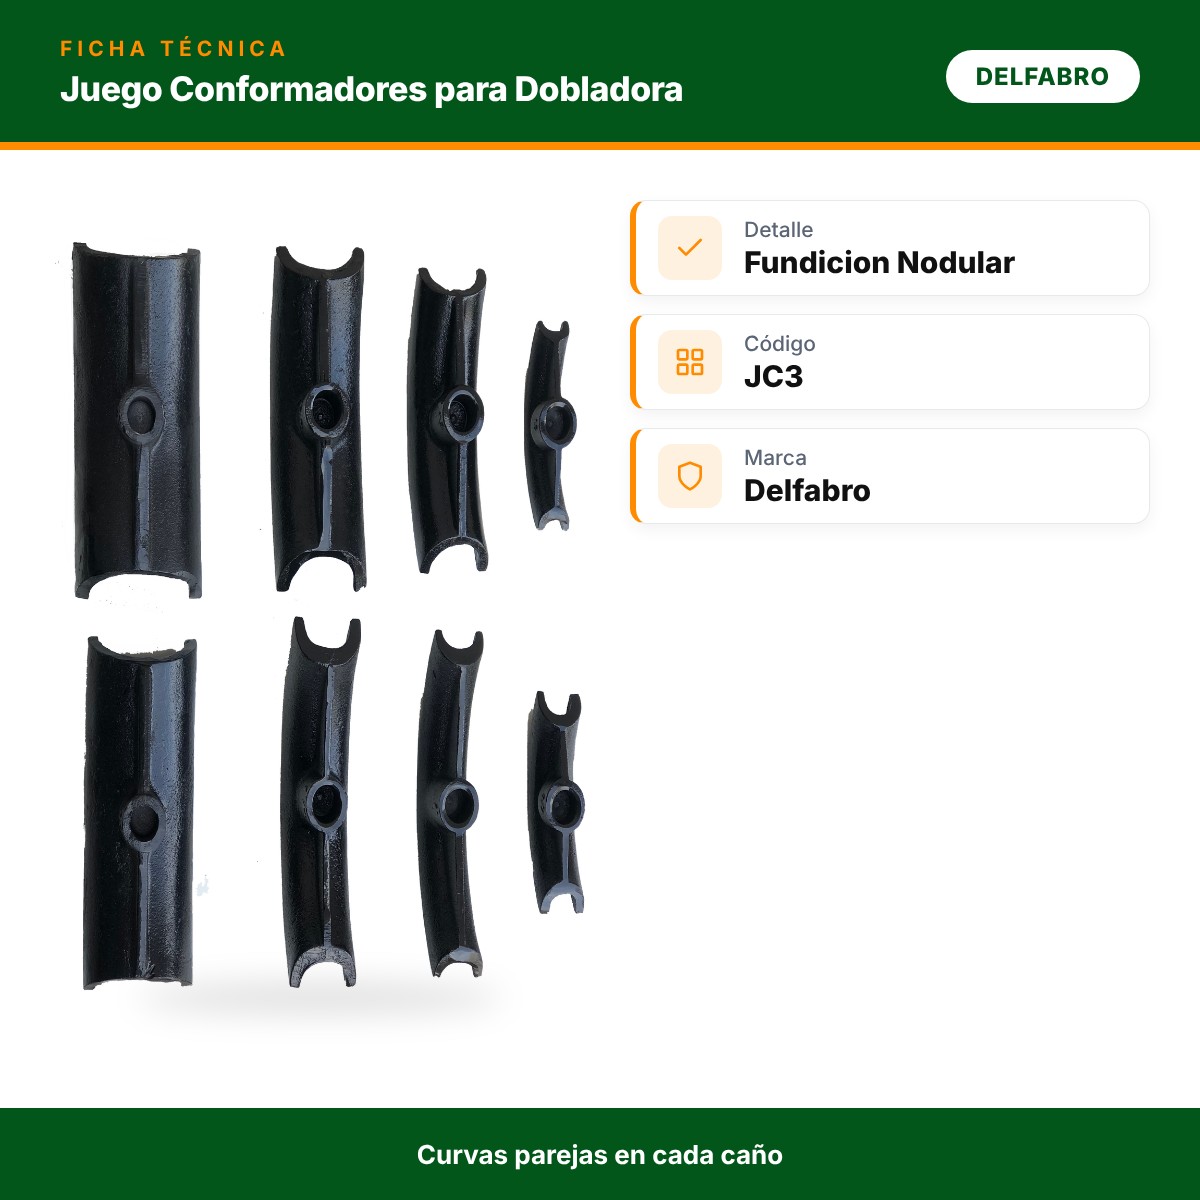 FICHA TÉCNICA
Juego Conformadores para Dobladora
DELFABRO
Detalle
Fundicion Nodular
Código
JC3
Marca
Delfabro
Curvas parejas en cada caño